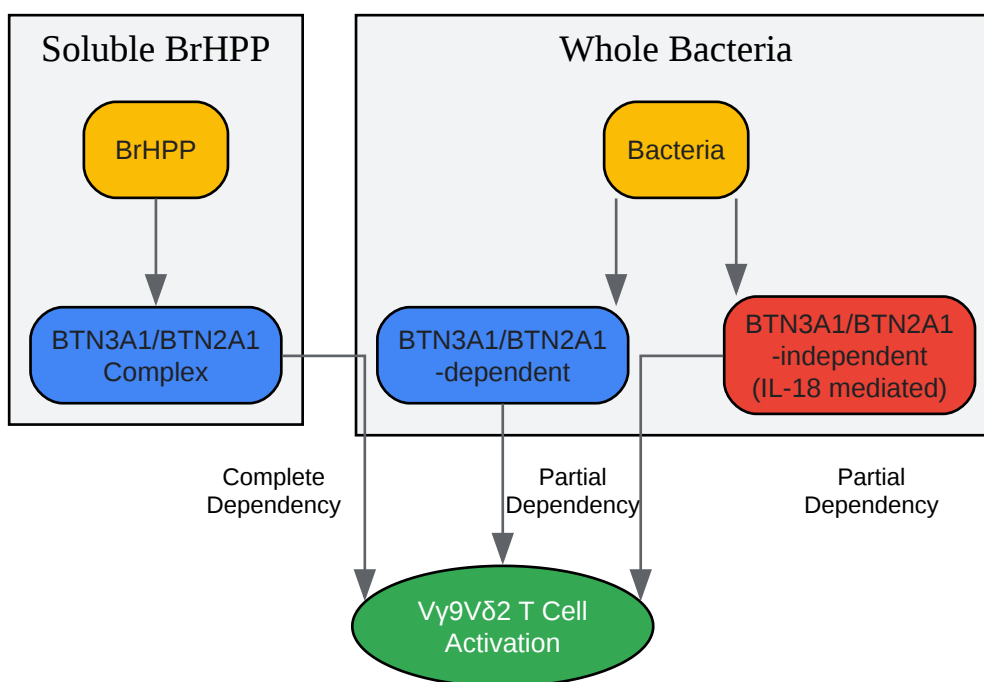 Soluble BrHPP
BrHPP
BTN3A1/BTN2A1
Complex
Whole Bacteria
Bacteria
BTN3A1/BTN2A1
-dependent
BTN3A1/BTN2A1
-independent
(IL-18 mediated)
Complete
Dependency
Partial
Dependency
Partial
Dependency
Vγ9Vδ2 T Cell
Activation